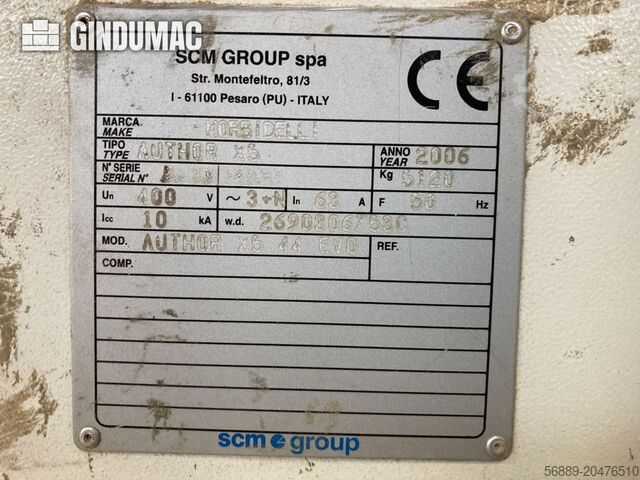 GINDUMAC
SCM GROUP spa
Str. Montefeltro, 81/3
I - 61100 Pesaro (PU) - ITALY
CE
MARCA MAKE MORBIDELLI
TIPO TYPE AUTHOR X5 ANNO YEAR 2006
N° SERIE SERIAL N° Kg 5120
Un 400 V ~ 3+N In 63 A F 50 Hz
Icc 10 kA w.d. 2690306/53C
MOD. AUTHOR X5 44 EVO REF.
COMP.
scm group
56889-20476510